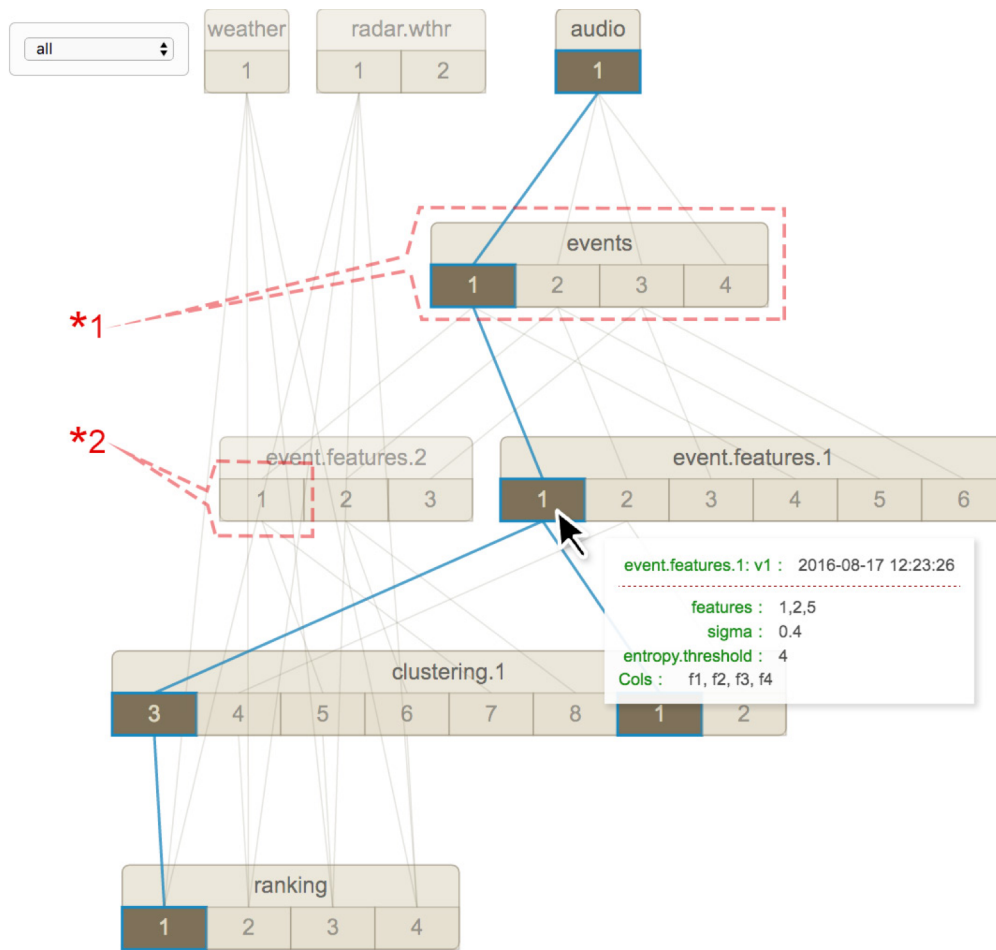 all
weather
radar.wthr
audio
1
1 2
1
events
1 2 3 4
*1
*2
event.features.2
event.features.1
1 2 3
1 2 3 4 5 6
event.features.1: v1 : 2016-08-17 12:23:26
features : 1,2,5
sigma : 0.4
entropy.threshold : 4
Cols : f1, f2, f3, f4
clustering.1
3 4 5 6 7 8 1 2
ranking
1 2 3 4